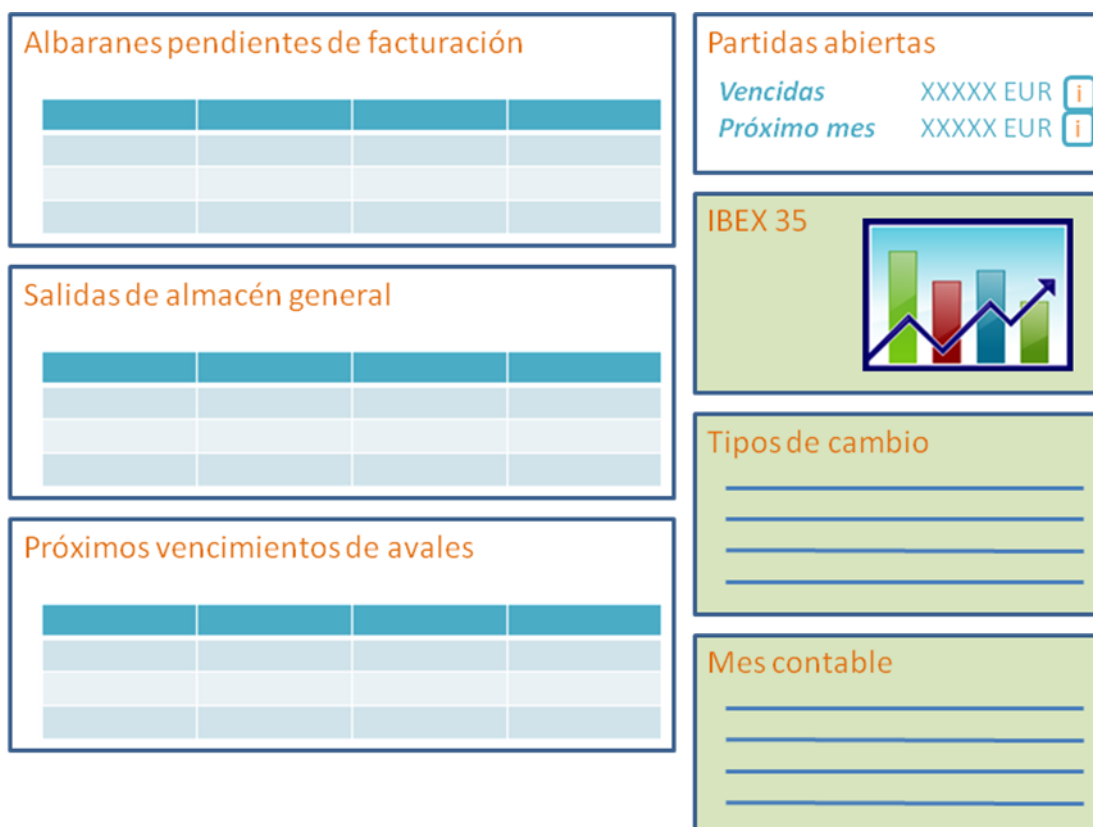 Albaranes pendientes de facturación
Salidas de almacén general
Próximos vencimientos de avales
Partidas abiertas
Vencidas XXXXX EUR i
Próximo mes XXXXX EUR i
IBEX 35
Tipos de cambio
Mes contable